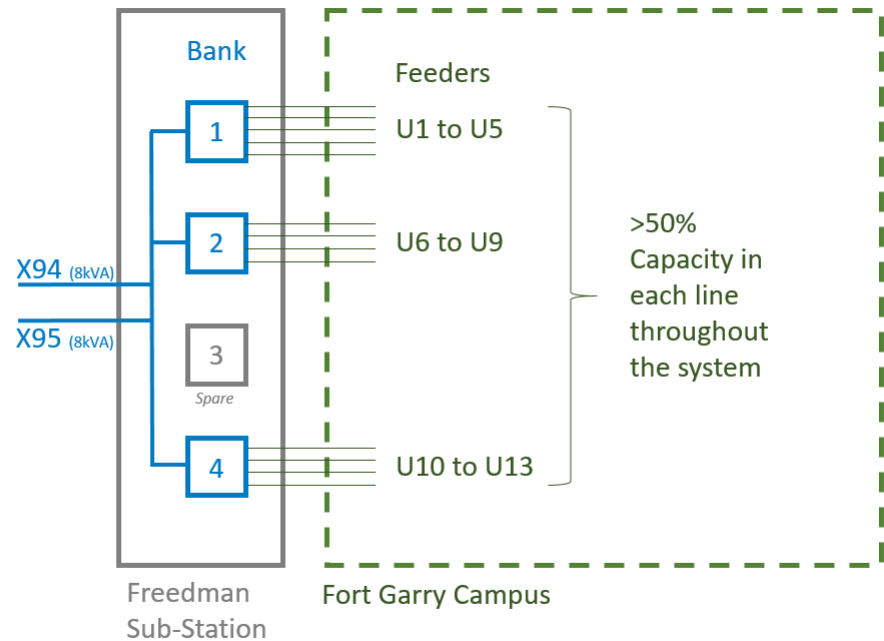 Bank
Feeders
1
U1 to U5
2
U6 to U9
>50%
Capacity in
each line
throughout
the system
X94 (8kVA)
X95 (8kVA)
3
Spare
4
U10 to U13
Freedman
Sub-Station
Fort Garry Campus